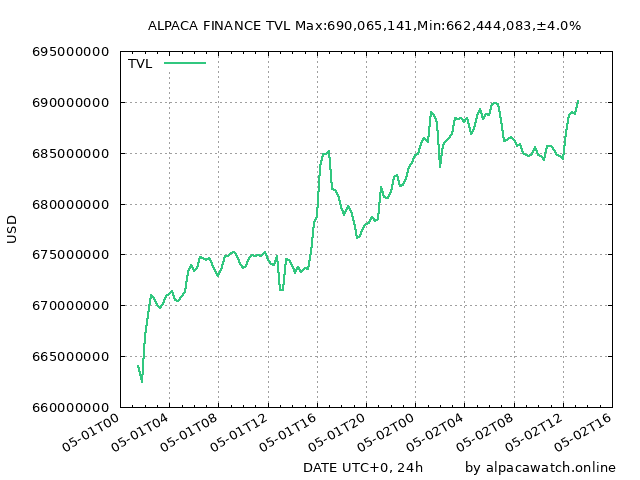 ALPACA FINANCE TVL Max:690,065,141,Min:662,444,083,±4.0%
TVL
695000000
690000000
685000000
680000000
675000000
670000000
665000000
660000000
USD
05-01T00
05-01T04
05-01T08
05-01T12
05-01T16
05-01T20
05-02T00
05-02T04
05-02T08
05-02T12
05-02T16
DATE UTC+0, 24h
by alpacawatch.online